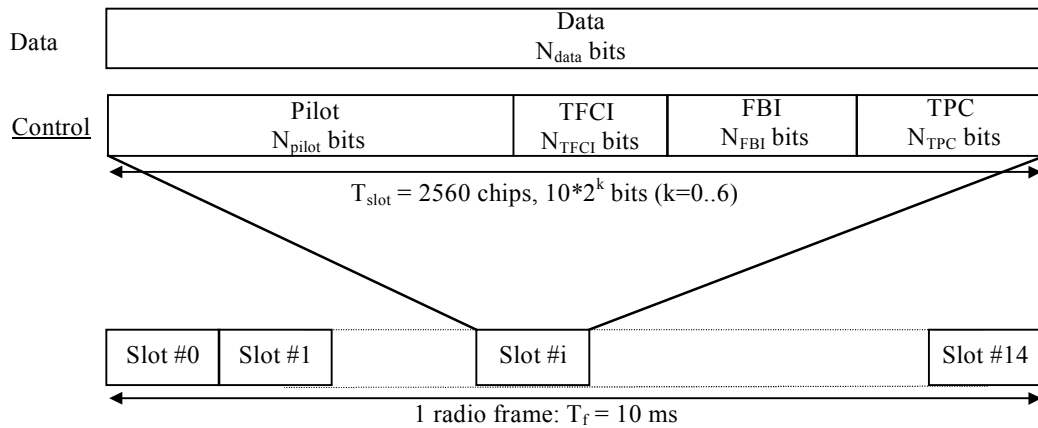 Data
Data
N_data bits
Control
Pilot
N_pilot bits
TFCI
N_TFCI bits
FBI
N_FBI bits
TPC
N_TPC bits
T_slot = 2560 chips, 10*2^k bits (k=0..6)
Slot #0
Slot #1
Slot #i
Slot #14
1 radio frame: T_f = 10 ms